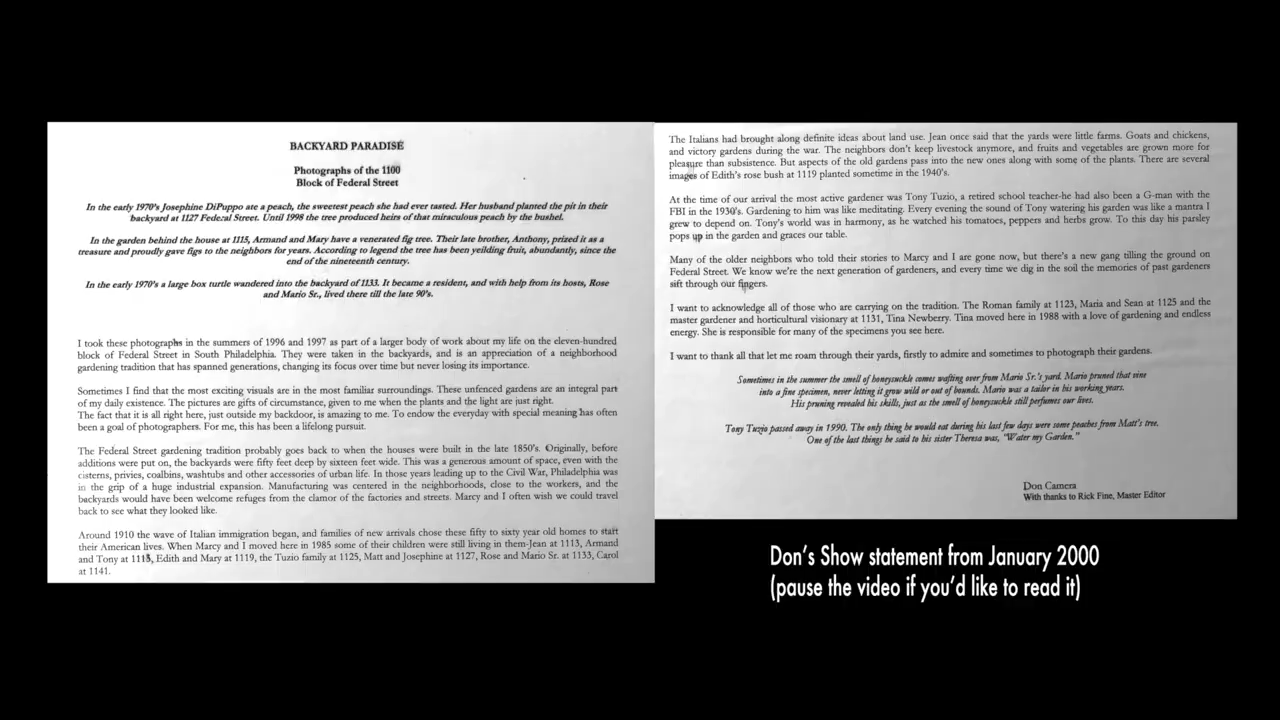 BACKYARD PARADISE
Photographs of the 1100
Block of Federal Street
In the early 1970's Josephine DiPuppo ate a peach, the sweetest peach she had ever tasted. Her husband planted the pit in their
backyard at 1127 Federal Street. Until 1998 the tree produced heirs of that miraculous peach by the bushel.
In the garden behind the house at 1115, Armand and Mary have a venerated fig tree. Their late brother, Anthony, prized it as a
treasure and proudly gave figs to the neighbors for years. According to legend the tree has been yeilding fruit, abundantly, since the
end of the nineteenth century.
In the early 1970's a large box turtle wandered into the backyard of 1133. It became a resident, and with help from its hosts, Rose
and Mario Sr., lived there till the late 90's.
I took these photographs in the summers of 1996 and 1997 as part of a larger body of work about my life on the eleven-hundred
block of Federal Street in South Philadelphia. They were taken in the backyards, and is an appreciation of a neighborhood
gardening tradition that has spanned generations, changing its focus over time but never losing its importance.
Sometimes I find that the most exciting visuals are in the most familiar surroundings. These unfenced gardens are an integral part
of my daily existence. The pictures are gifts of circumstance, given to me when the plants and the light are just right.
The fact that it is all right here, just outside my backdoor, is amazing to me. To endow the everyday with special meaning has often
been a goal of photographers. For me, this has been a lifelong pursuit.
The Federal Street gardening tradition probably goes back to when the houses were built in the late 1850's. Originally, before
additions were put on, the backyards were fifty feet deep by sixteen feet wide. This was a generous amount of space, even with the
cisterns, privies, coalbins, washtubs and other accessories of urban life. In those years leading up to the Civil War, Philadelphia was
in the grip of a huge industrial expansion. Manufacturing was centered in the neighborhoods, close to the workers, and the
backyards would have been welcome refuges from the clamor of the factories and streets. Marcy and I often wish we could travel
back to see what they looked like.
Around 1910 the wave of Italian immigration began, and families of new arrivals chose these fifty to sixty year old homes to start
their American lives. When Marcy and I moved here in 1985 some of their children were still living in them-Jean at 1113, Armand
and Tony at 1115, Edith and Mary at 1119, the Tuzio family at 1125, Matt and Josephine at 1127, Rose and Mario Sr. at 1133, Carol
at 1141.
The Italians had brought along definite ideas about land use. Jean once said that the yards were little farms. Goats and chickens,
and victory gardens during the war. The neighbors don't keep livestock anymore, and fruits and vegetables are grown more for
pleasure than subsistence. But aspects of the old gardens pass into the new ones along with some of the plants. There are several
images of Edith's rose bush at 1119 planted sometime in the 1940's.
At the time of our arrival the most active gardener was Tony Tuzio, a retired school teacher-he had also been a G-man with the
FBI in the 1930's. Gardening to him was like meditating. Every evening the sound of Tony watering his garden was like a mantra I
grew to depend on. Tony's world was in harmony, as he watched his tomatoes, peppers and herbs grow. To this day his parsley
pops up in the garden and graces our table.
Many of the older neighbors who told their stories to Marcy and I are gone now, but there's a new gang tilling the ground on
Federal Street. We know we're the next generation of gardeners, and every time we dig in the soil the memories of past gardeners
sift through our fingers.
I want to acknowledge all of those who are carrying on the tradition. The Roman family at 1123, Maria and Sean at 1125 and the
master gardener and horticultural visionary at 1131, Tina Newberry. Tina moved here in 1988 with a love of gardening and endless
energy. She is responsible for many of the specimens you see here.
I want to thank all that let me roam through their yards, firstly to admire and sometimes to photograph their gardens.
Sometimes in the summer the smell of honeysuckle comes wafting over from Mario Sr.'s yard. Mario pruned that vine
into a fine specimen, never letting it grow wild or out of bounds. Mario was a tailor in his working years.
His pruning revealed his skills, just as the smell of honeysuckle still perfumes our lives.
Tony Tuzio passed away in 1990. The only thing he would eat during his last few days were some peaches from Matt's tree.
One of the last things he said to his sister Theresa was, "Water my Garden."
Don Camera
With thanks to Rick Fine, Master Editor
Don's Show statement from January 2000
(pause the video if you'd like to read it)